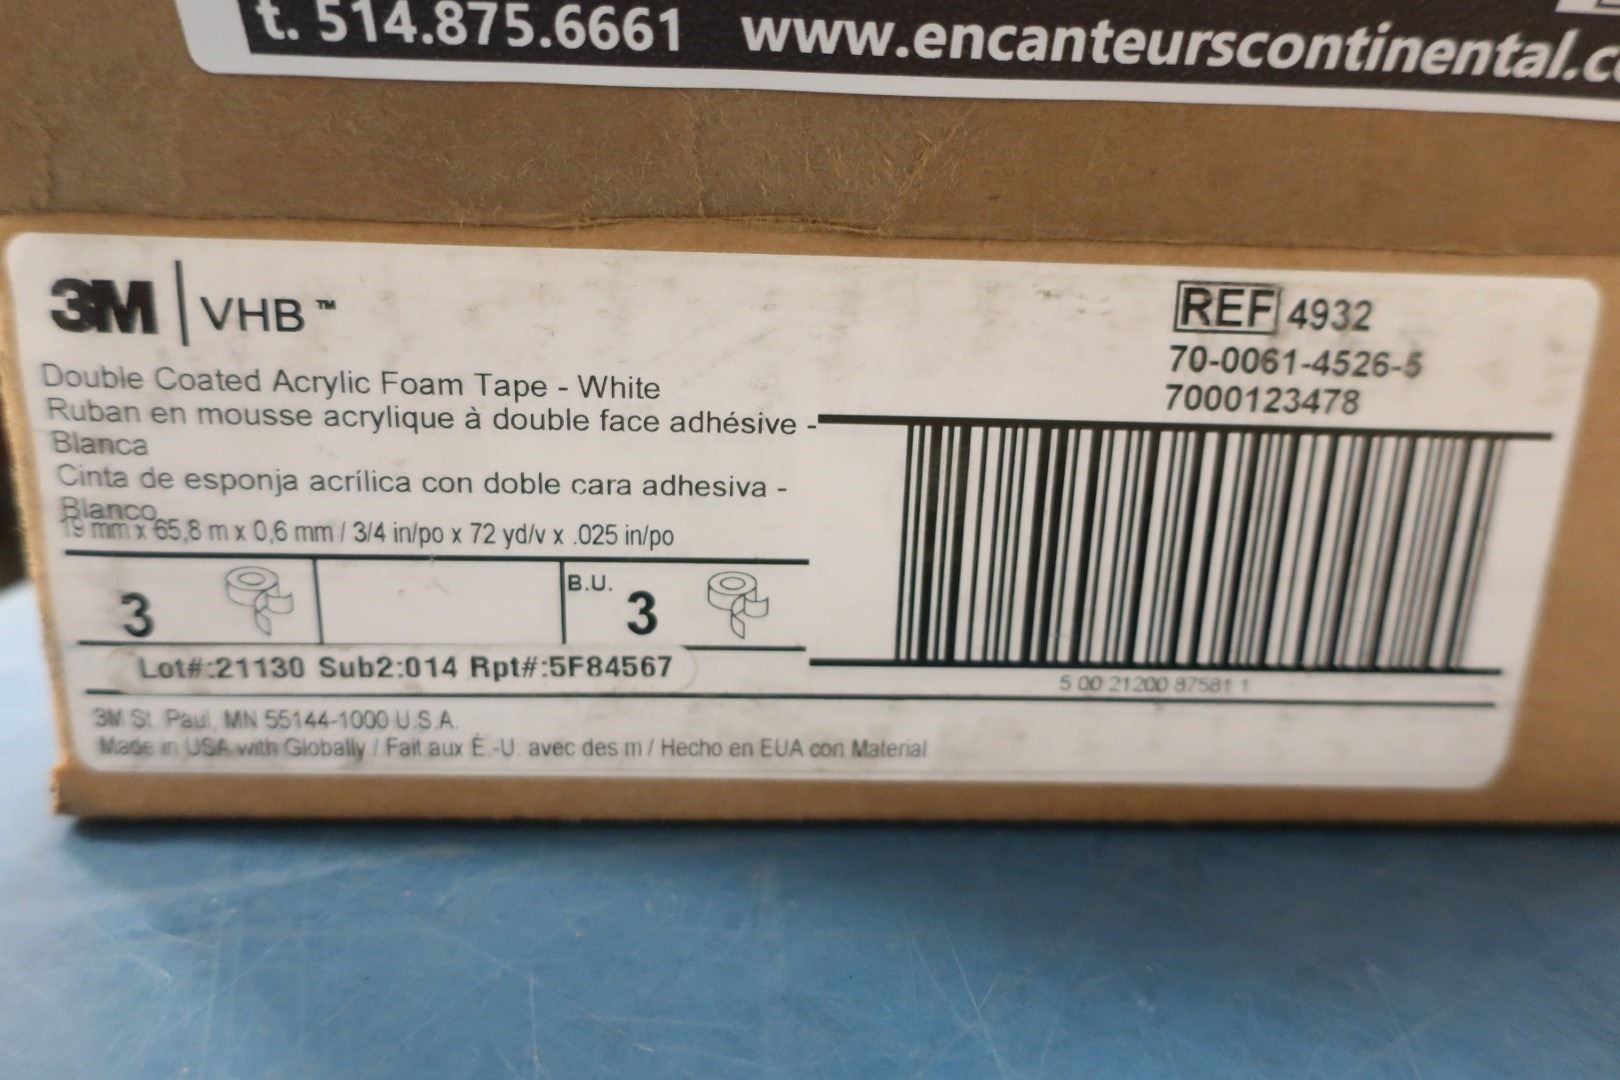 t. 514.875.6661 www.encanteurscontinental.c
3M | VHB™
Double Coated Acrylic Foam Tape - White
Ruban en mousse acrylique à double face adhésive -
Blanca
Cinta de esponja acrílica con doble cara adhesiva -
Blanco
19 mm x 65,8 m x 0,6 mm / 3/4 in/po x 72 yd/v x .025 in/po
3
B.U. 3
Lot#:21130 Sub2:014 Rpt#:5F84567
REF 4932
70-0061-4526-5
7000123478
5 00 21200 87581 1
3M St. Paul, MN 55144-1000 U.S.A.
Made in USA with Globally / Fait aux É.-U. avec des m / Hecho en EUA con Material